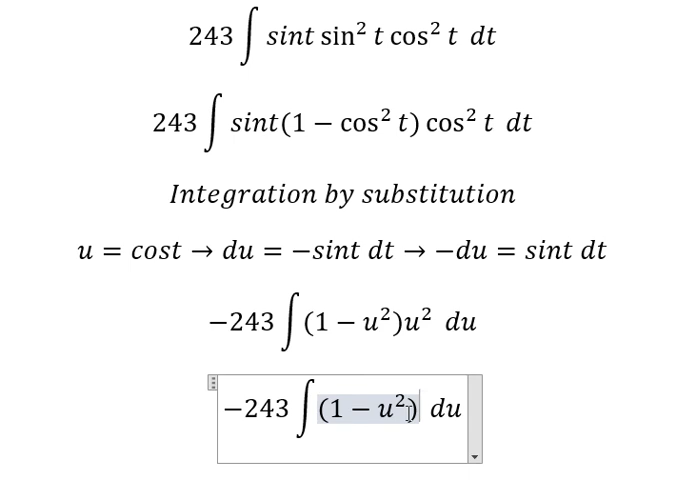 243 ∫ sint sin² t cos² t dt
243 ∫ sint(1 − cos² t) cos² t dt
Integration by substitution
u = cost → du = −sint dt → −du = sint dt
−243 ∫ (1 − u²)u² du
−243 ∫ (1 − u²) du